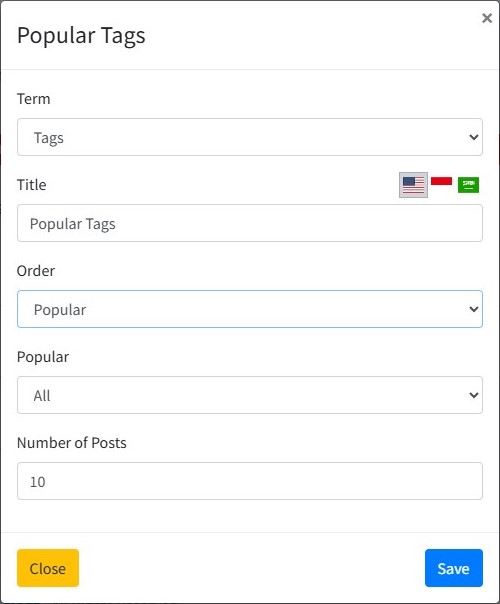 ×
Popular Tags
Term
Tags
Title
Popular Tags
Order
Popular
Popular
All
Number of Posts
10
Close
Save